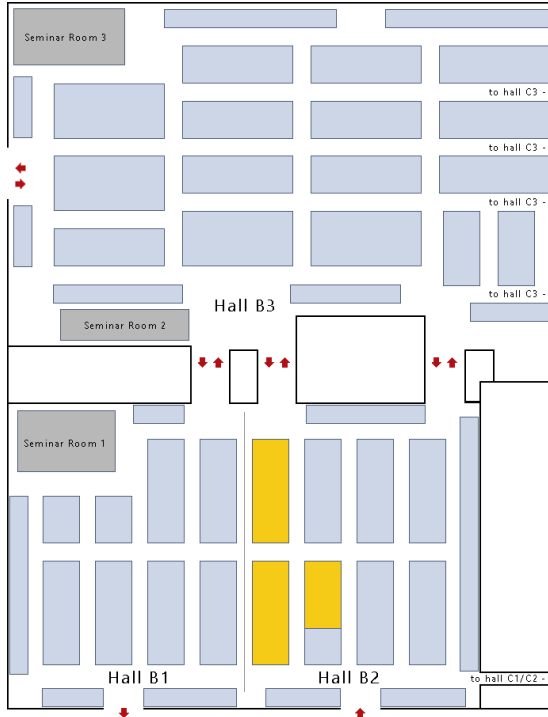 Seminar Room 3
to hall C3 -
to hall C3 -
to hall C3 -
to hall C3 -
Hall B3
Seminar Room 2
Seminar Room 1
Hall B1
Hall B2
to hall C1/C2 -